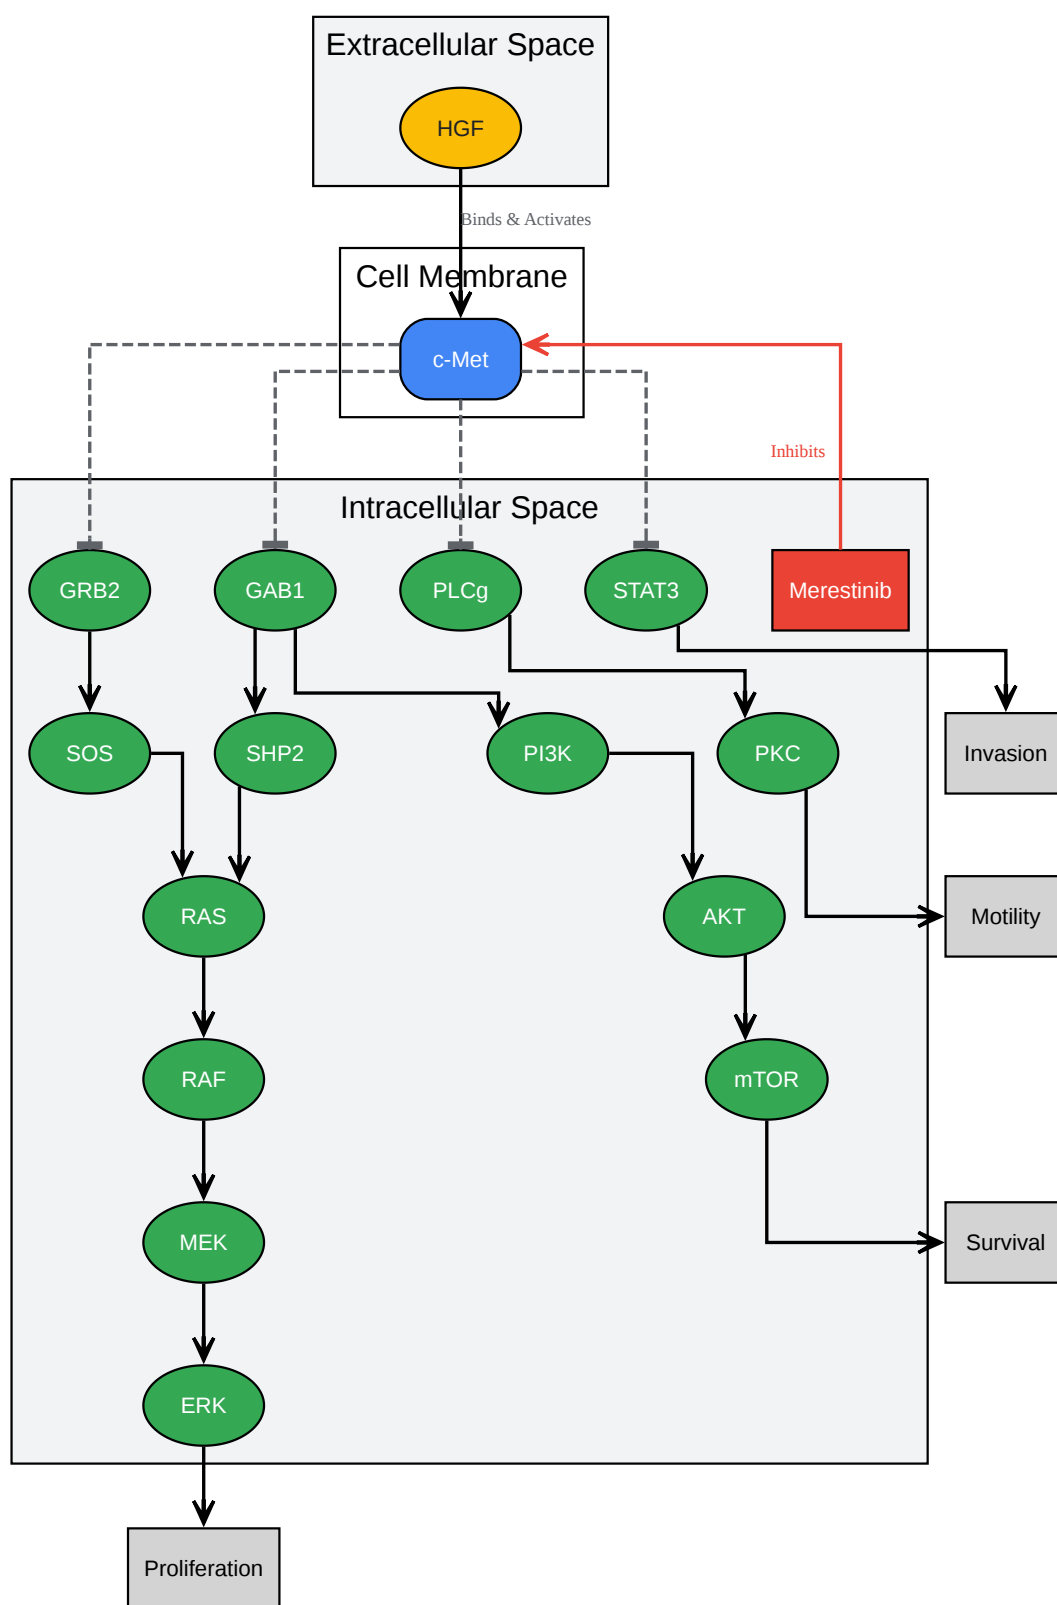 Extracellular Space
HGF
Binds & Activates
Cell Membrane
c-Met
Inhibits
Intracellular Space
GRB2
GAB1
PLCg
STAT3
Merestinib
SOS
SHP2
PI3K
PKC
Invasion
RAS
AKT
Motility
RAF
mTOR
MEK
Survival
ERK
Proliferation